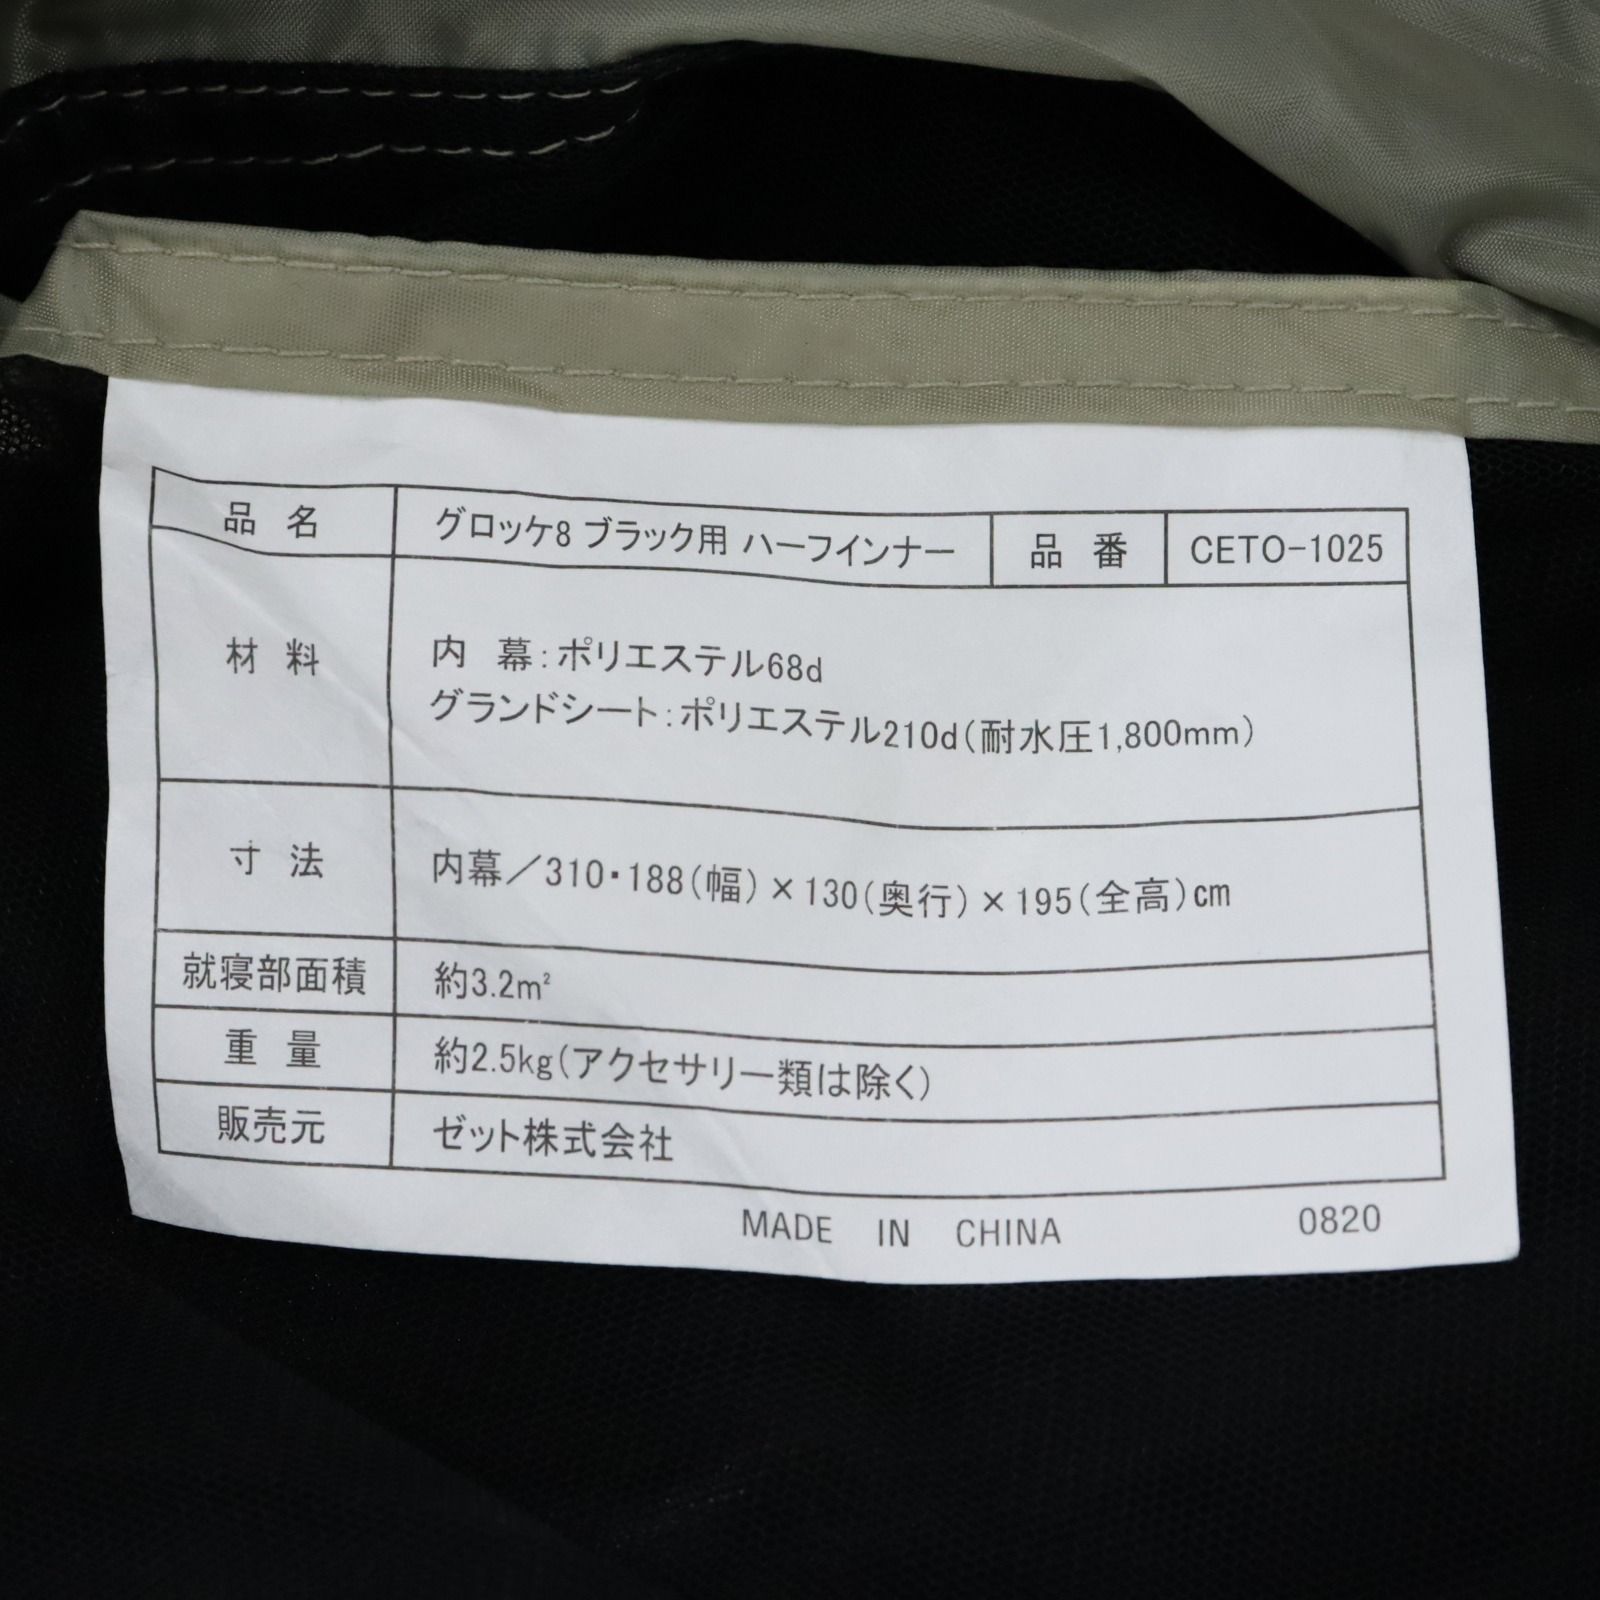 品名 グロッケ8 ブラック用 ハーフインナー 品番 CETO-1025
材料 内 幕:ポリエステル68d
グランドシート:ポリエステル210d(耐水圧1,800mm)
寸法 内幕/310・188(幅)×130(奥行)×195(全高)cm
就寝部面積 約3.2m²
重量 約2.5kg(アクセサリー類は除く)
販売元 ゼット株式会社
MADE IN CHINA 0820